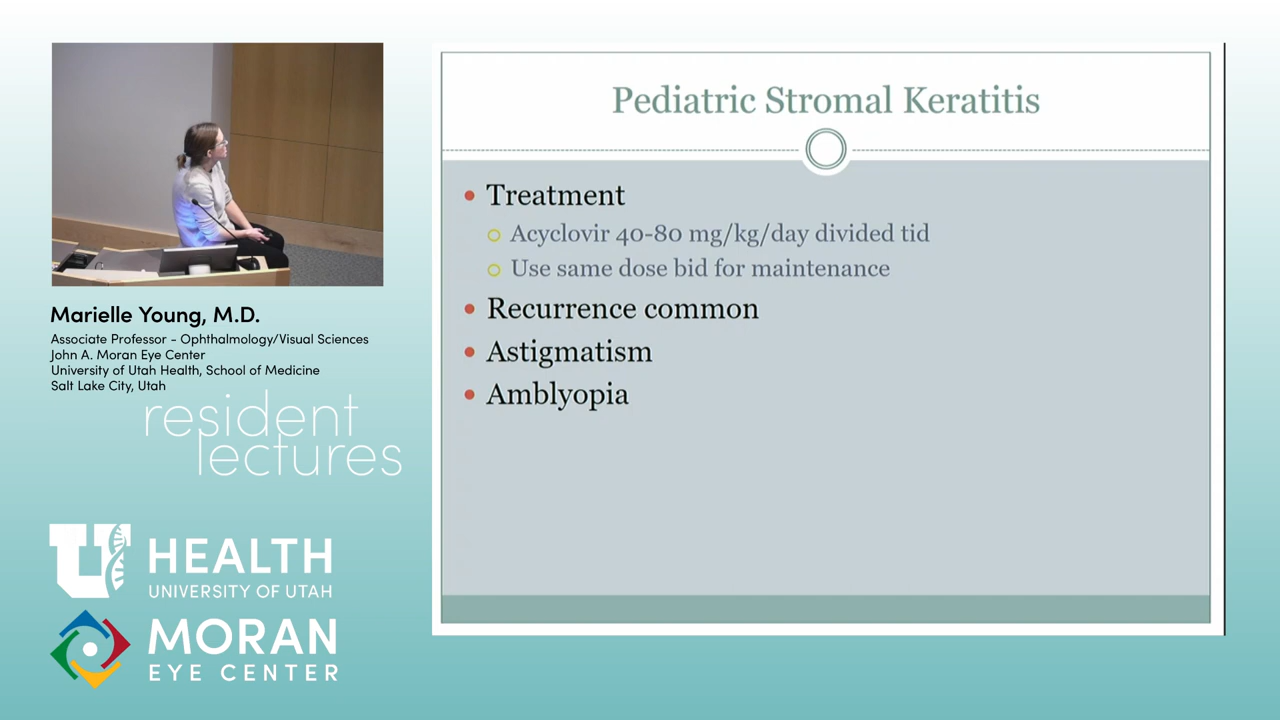 Pediatric Stromal Keratitis
Treatment
Acyclovir 40-80 mg/kg/day divided tid
Use same dose bid for maintenance
Recurrence common
Astigmatism
Amblyopia
Marielle Young, M.D.
Associate Professor - Ophthalmology/Visual Sciences
John A. Moran Eye Center
University of Utah Health, School of Medicine
Salt Lake City, Utah
resident
lectures
U
HEALTH
UNIVERSITY OF UTAH
MORAN
EYE CENTER